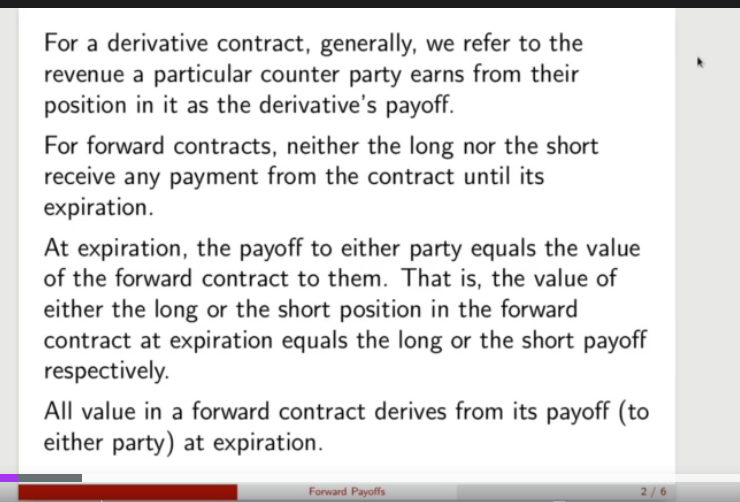 For a derivative contract, generally, we refer to the
revenue a particular counter party earns from their
position in it as the derivative's payoff.
For forward contracts, neither the long nor the short
receive any payment from the contract until its
expiration.
At expiration, the payoff to either party equals the value
of the forward contract to them. That is, the value of
either the long or the short position in the forward
contract at expiration equals the long or the short payoff
respectively.
All value in a forward contract derives from its payoff (to
either party) at expiration.
Forward Payoffs
2 / 6